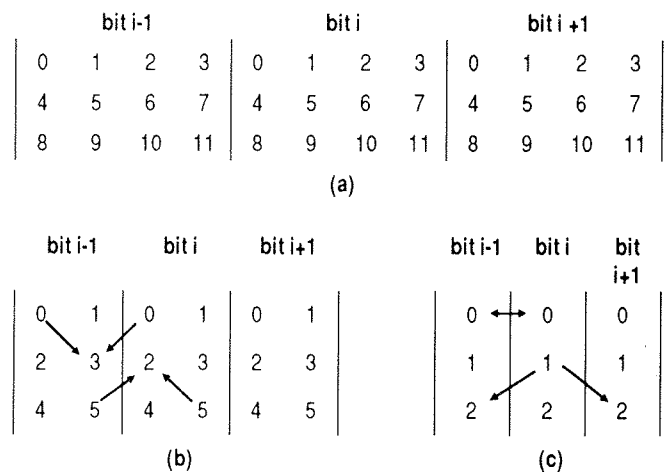 bit i-1 bit i bit i +1
0 1 2 3 0 1 2 3 0 1 2 3
4 5 6 7 4 5 6 7 4 5 6 7
8 9 10 11 8 9 10 11 8 9 10 11
(a)
bit i-1 bit i bit i+1
0 1 0 1 0 1
2 3 2 3 2 3
4 5 4 5 4 5
(b)
bit i-1 bit i bit
i+1
0 0 0
1 1 1
2 2 2
(c)